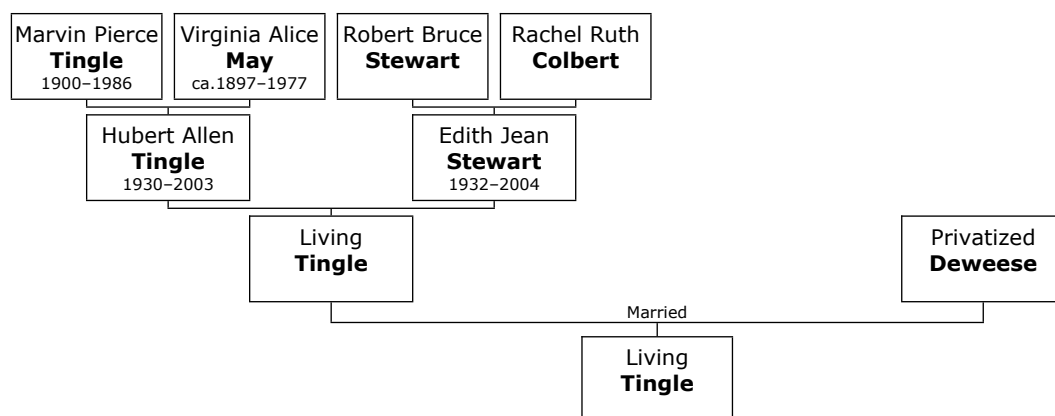 Marvin Pierce
Tingle
1900–1986
Virginia Alice
May
ca.1897–1977
Robert Bruce
Stewart
Rachel Ruth
Colbert
Hubert Allen
Tingle
1930–2003
Edith Jean
Stewart
1932–2004
Living
Tingle
Privatized
Deweese
Married
Living
Tingle